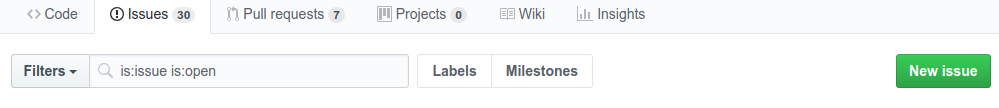 Code Issues 30 Pull requests 7 Projects 0 Wiki Insights
Filters is:issue is:open Labels Milestones New issue